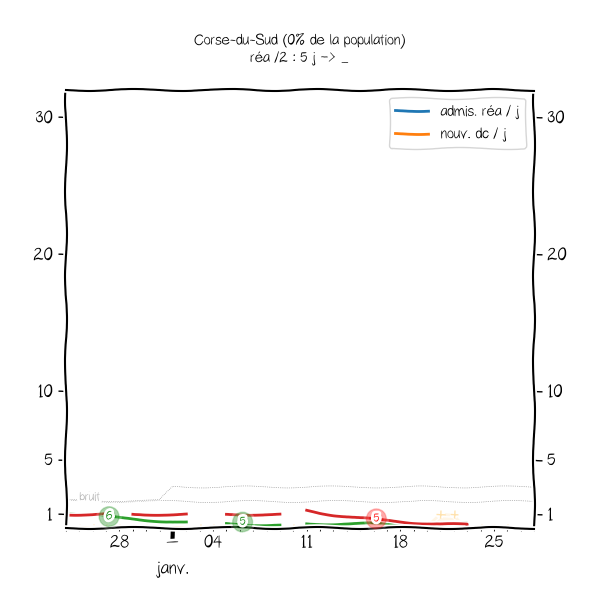 Corse-du-Sud (0% de la population)
réa /2 : 5 j -> _
admis. réa / j
nouv. dc / j
30 30
20 20
10 10
5 5
bruit
1 6 5 5 1
28 04 11 18 25
janv.